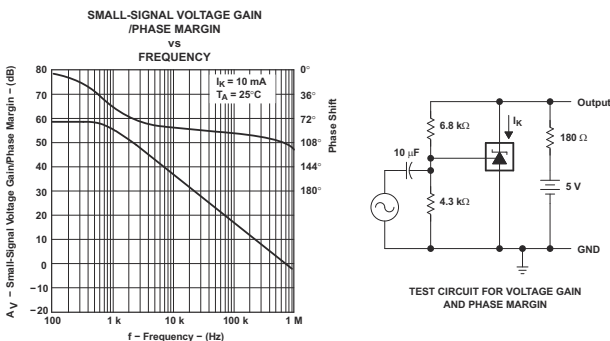 SMALL-SIGNAL VOLTAGE GAIN
/PHASE MARGIN
vs
FREQUENCY
IK = 10 mA
TA = 25°C
AV – Small-Signal Voltage Gain/Phase Margin – (dB)
80
70
60
50
40
30
20
10
0
−10
−20
0°
36°
72°
108°
144°
180°
Phase Shift
100
1 k
10 k
100 k
1 M
f − Frequency − (Hz)
Output
IK
6.8 kΩ
180 Ω
10 µF
5 V
4.3 kΩ
GND
TEST CIRCUIT FOR VOLTAGE GAIN
AND PHASE MARGIN